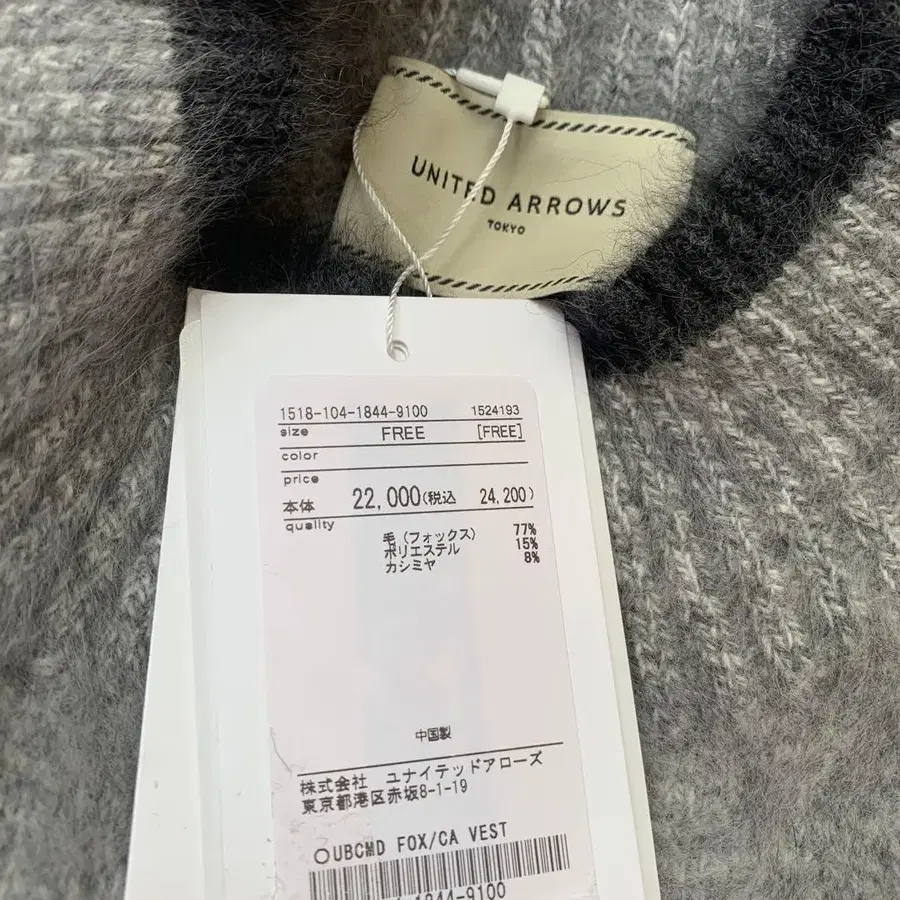 UNITED ARROWS
TOKYO
1518-104-1844-9100 1524193
size FREE [FREE]
color
price
本体 22,000(税込 24,200)
quality
毛(フォックス) 77%
ポリエステル 15%
カシミヤ 8%
中国製
株式会社 ユナイテッドアローズ
東京都港区赤坂8-1-19
〇UBCMD FOX/CA VEST
1844-9100